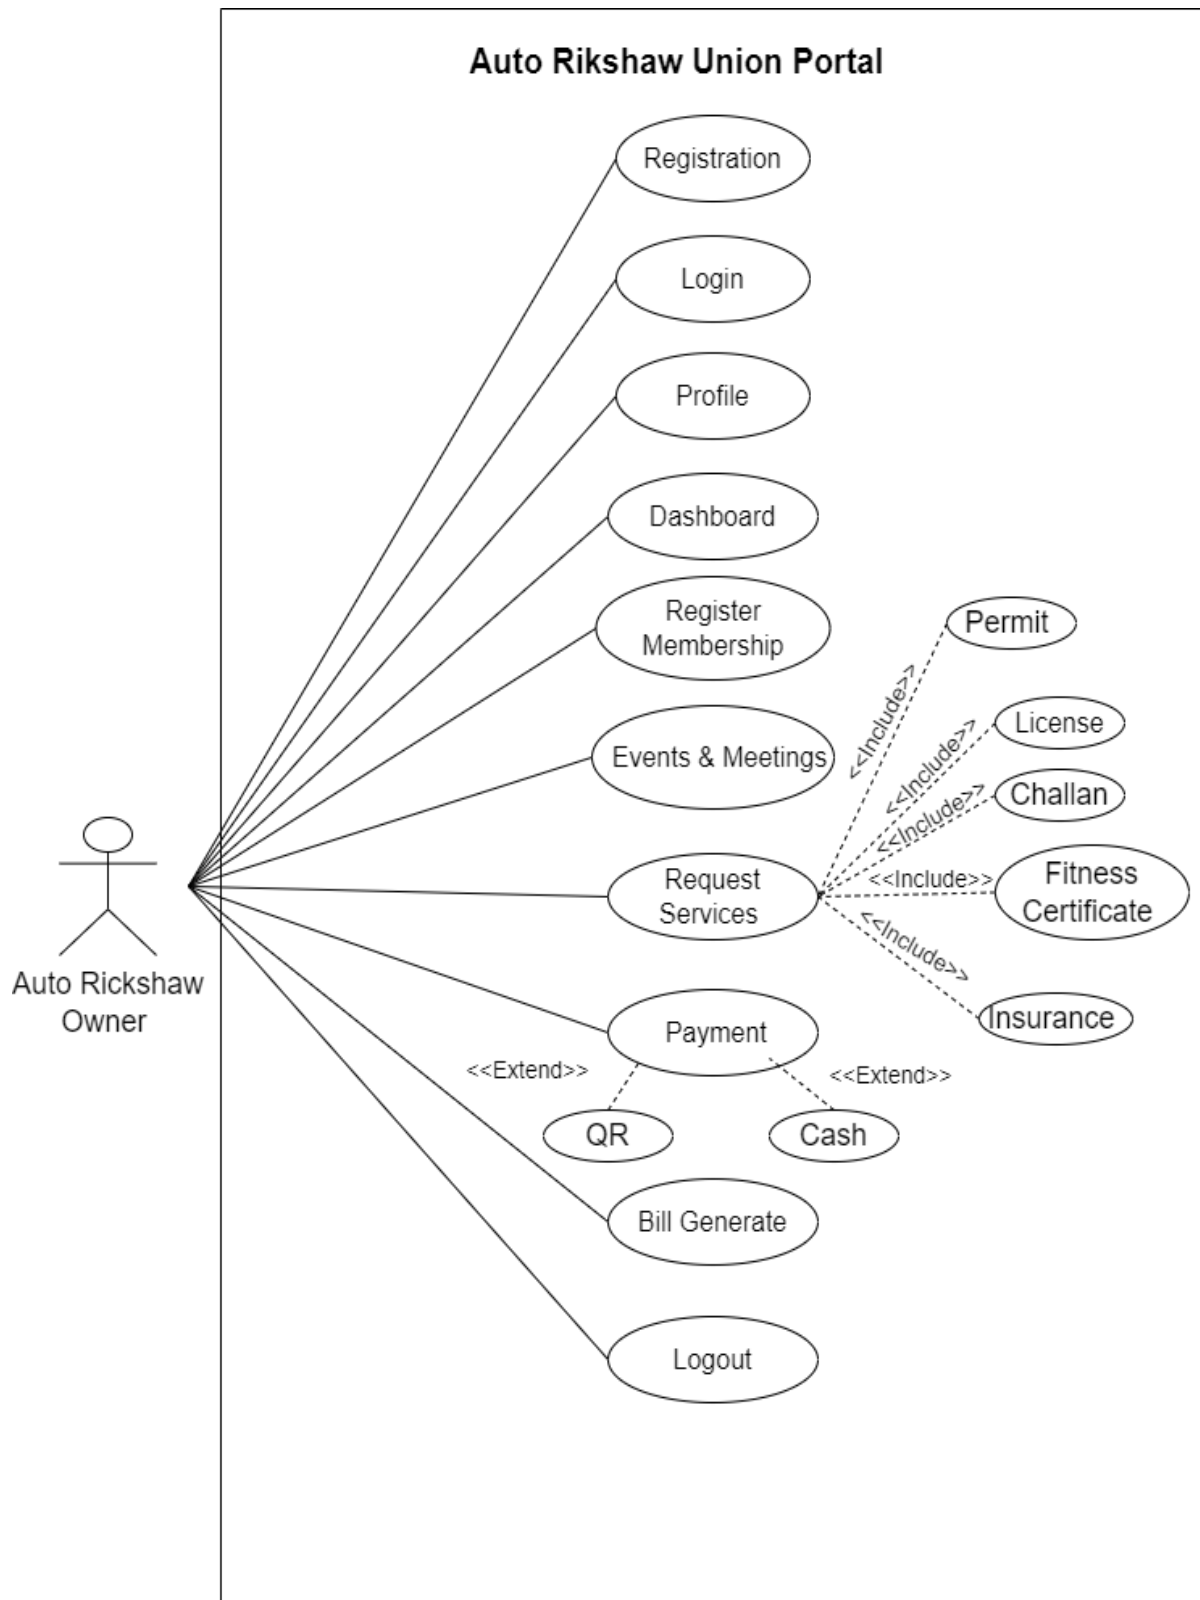 Auto Rikshaw Union Portal
Registration
Login
Profile
Dashboard
Register
Membership
Events & Meetings
Request
Services
<<Include>>
Permit
<<Include>>
License
<<Include>>
Challan
<<Include>>
Fitness
Certificate
<<Include>>
Insurance
Auto Rickshaw
Owner
Payment
<<Extend>>
<<Extend>>
QR
Cash
Bill Generate
Logout